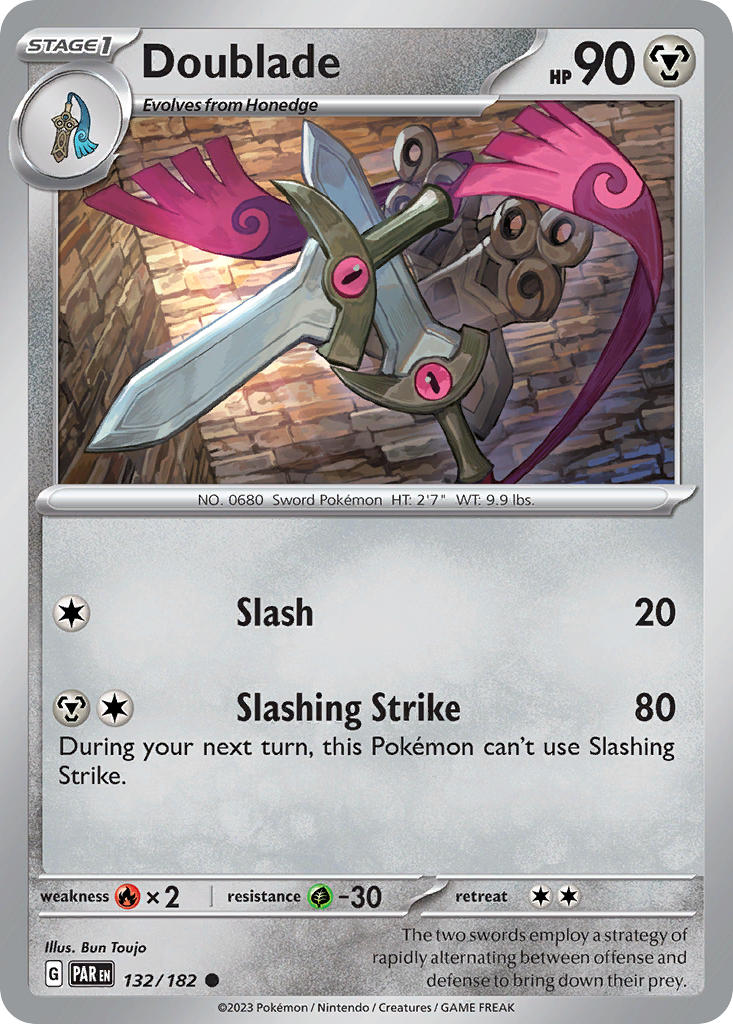 STAGE1
Doublade
HP 90
Evolves from Honedge
NO. 0680 Sword Pokémon HT: 2'7" WT: 9.9 lbs.
Slash 20
Slashing Strike 80
During your next turn, this Pokémon can't use Slashing
Strike.
weakness ×2 resistance -30 retreat
Illus. Bun Toujo
The two swords employ a strategy of
rapidly alternating between offense and
defense to bring down their prey.
G PAR EN 132/182
©2023 Pokémon / Nintendo / Creatures / GAME FREAK